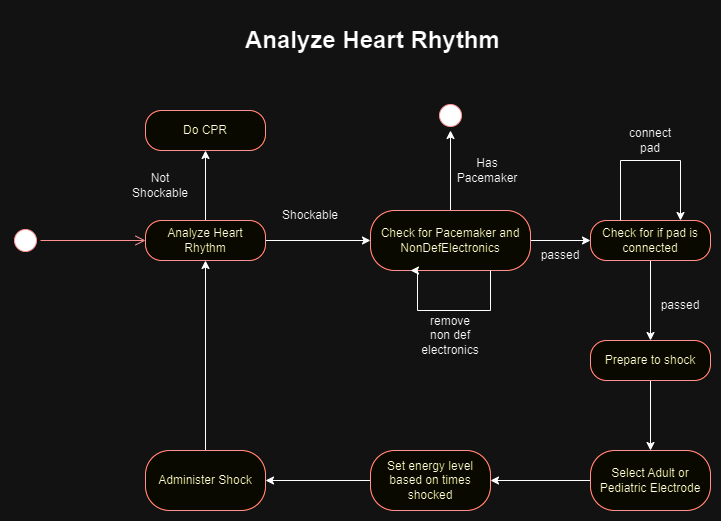 Analyze Heart Rhythm
Do CPR
Not
Shockable
Has
Pacemaker
connect
pad
Analyze Heart
Rhythm
Shockable
Check for Pacemaker and
NonDefElectronics
passed
Check for if pad is
connected
remove
non def
electronics
passed
Prepare to shock
Administer Shock
Set energy level
based on times
shocked
Select Adult or
Pediatric Electrode